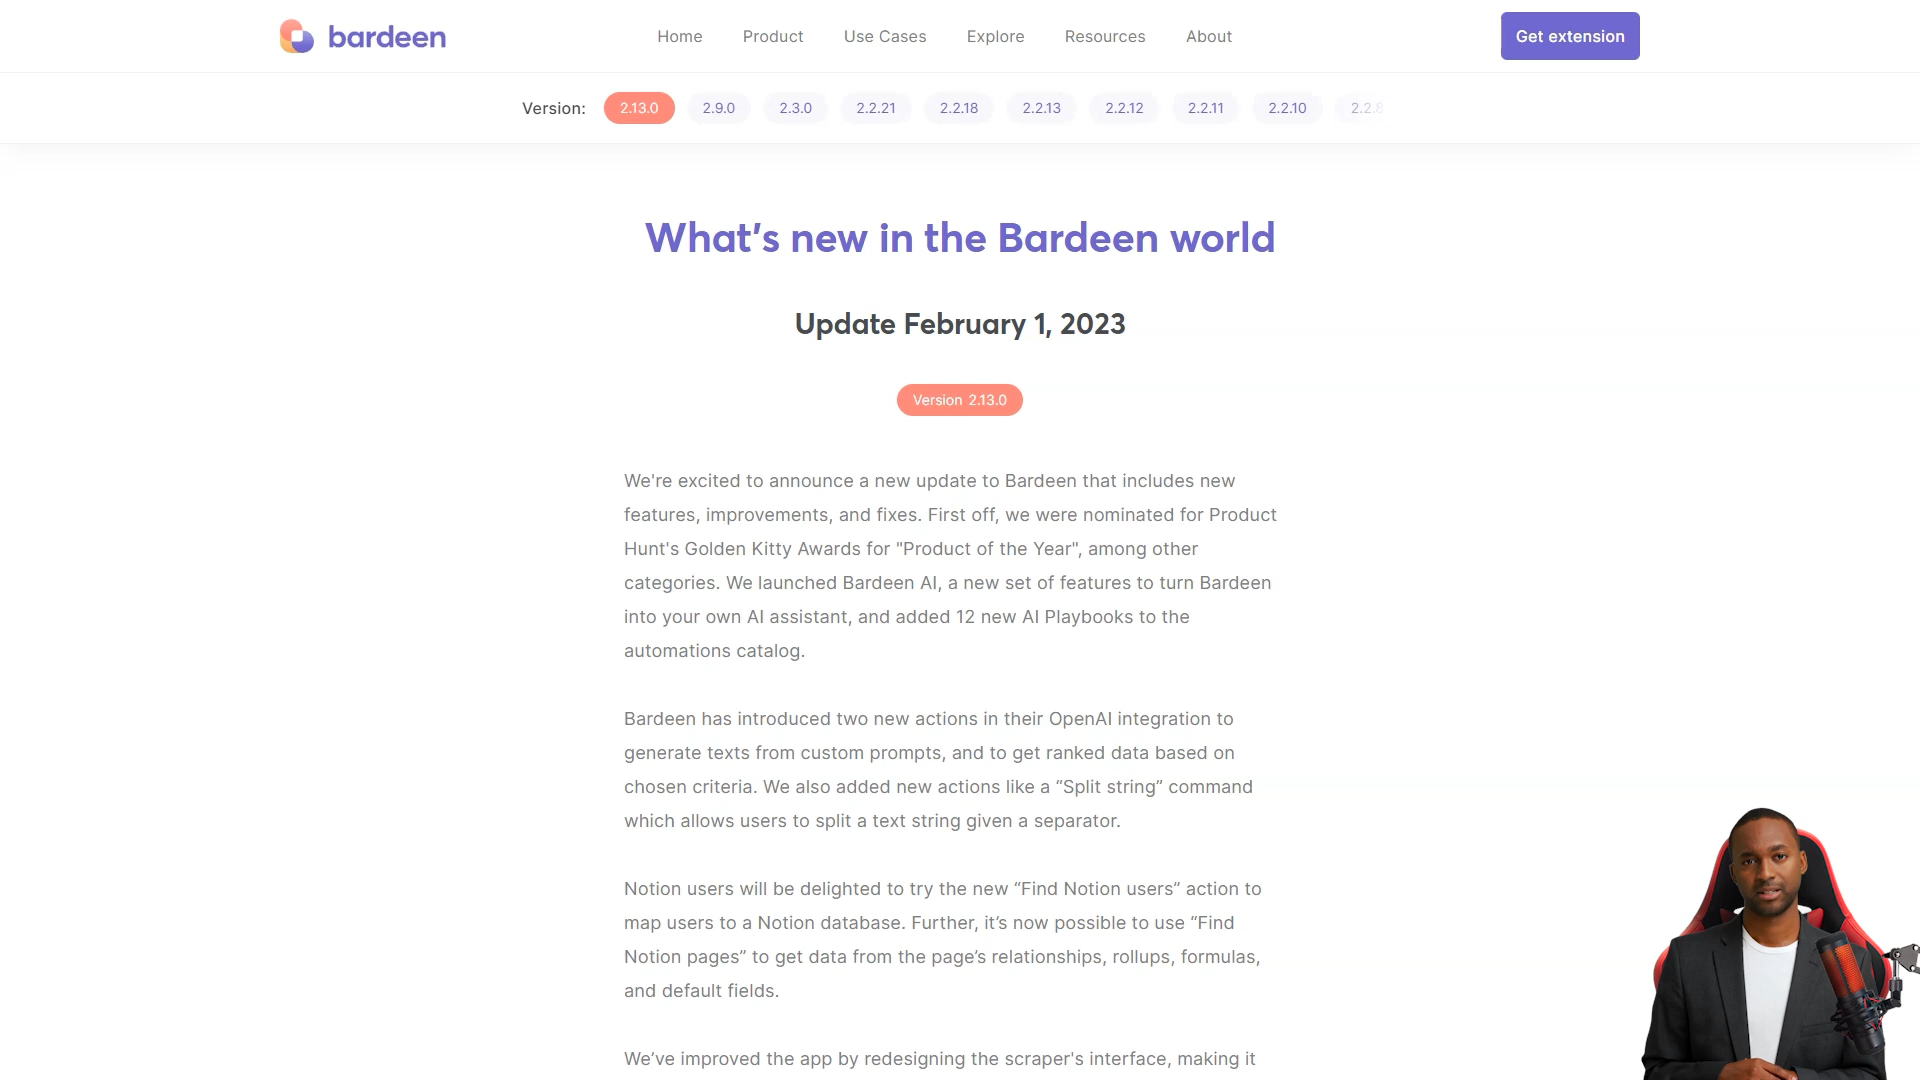 bardeen
Home Product Use Cases Explore Resources About
Get extension
Version: 2.13.0 2.9.0 2.3.0 2.2.21 2.2.18 2.2.13 2.2.12 2.2.11 2.2.10 2.2.8
What's new in the Bardeen world
Update February 1, 2023
Version 2.13.0
We're excited to announce a new update to Bardeen that includes new
features, improvements, and fixes. First off, we were nominated for Product
Hunt's Golden Kitty Awards for "Product of the Year", among other
categories. We launched Bardeen AI, a new set of features to turn Bardeen
into your own AI assistant, and added 12 new AI Playbooks to the
automations catalog.
Bardeen has introduced two new actions in their OpenAI integration to
generate texts from custom prompts, and to get ranked data based on
chosen criteria. We also added new actions like a “Split string” command
which allows users to split a text string given a separator.
Notion users will be delighted to try the new “Find Notion users” action to
map users to a Notion database. Further, it’s now possible to use “Find
Notion pages” to get data from the page’s relationships, rollups, formulas,
and default fields.
We’ve improved the app by redesigning the scraper's interface, making it